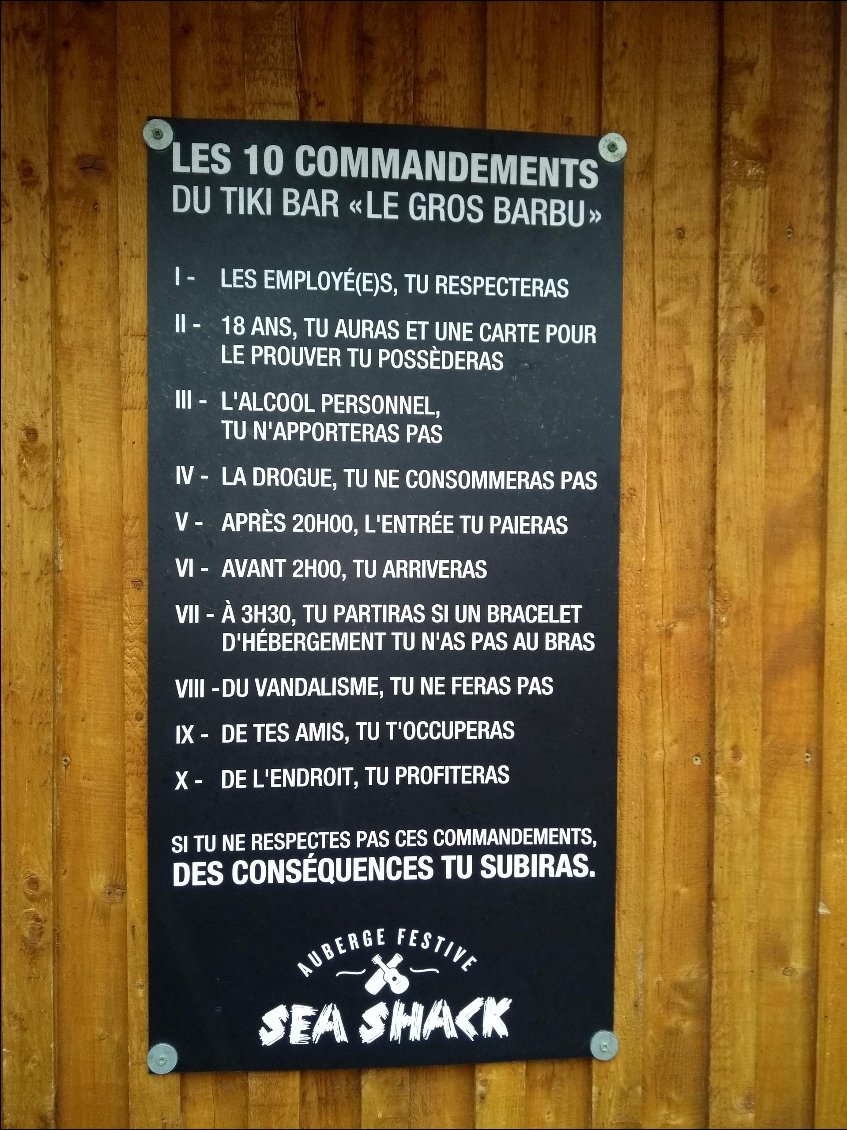 LES 10 COMMANDEMENTS
DU TIKI BAR «LE GROS BARBU»
I - LES EMPLOYÉ(E)S, TU RESPECTERAS
II - 18 ANS, TU AURAS ET UNE CARTE POUR
LE PROUVER TU POSSÈDERAS
III - L'ALCOOL PERSONNEL,
TU N'APPORTERAS PAS
IV - LA DROGUE, TU NE CONSOMMERAS PAS
V - APRÈS 20H00, L'ENTRÉE TU PAIERAS
VI - AVANT 2H00, TU ARRIVERAS
VII - À 3H30, TU PARTIRAS SI UN BRACELET
D'HÉBERGEMENT TU N'AS PAS AU BRAS
VIII - DU VANDALISME, TU NE FERAS PAS
IX - DE TES AMIS, TU T'OCCUPERAS
X - DE L'ENDROIT, TU PROFITERAS
SI TU NE RESPECTES PAS CES COMMANDEMENTS,
DES CONSÉQUENCES TU SUBIRAS.
AUBERGE FESTIVE
SEA SHACK